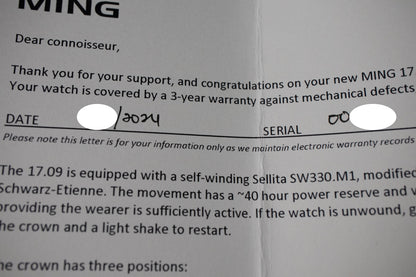 MING
Dear connoisseur,
Thank you for your support, and congratulations on your new MING 17
Your watch is covered by a 3-year warranty against mechanical defects
DATE /2024 SERIAL 00
Please note this letter is for your information only as we maintain electronic warranty records
The 17.09 is equipped with a self-winding Sellita SW330.M1, modified
Schwarz-Etienne. The movement has a ~40 hour power reserve and
providing the wearer is sufficiently active. If the watch is unwound,
the crown and a light shake to restart.
he crown has three positions: